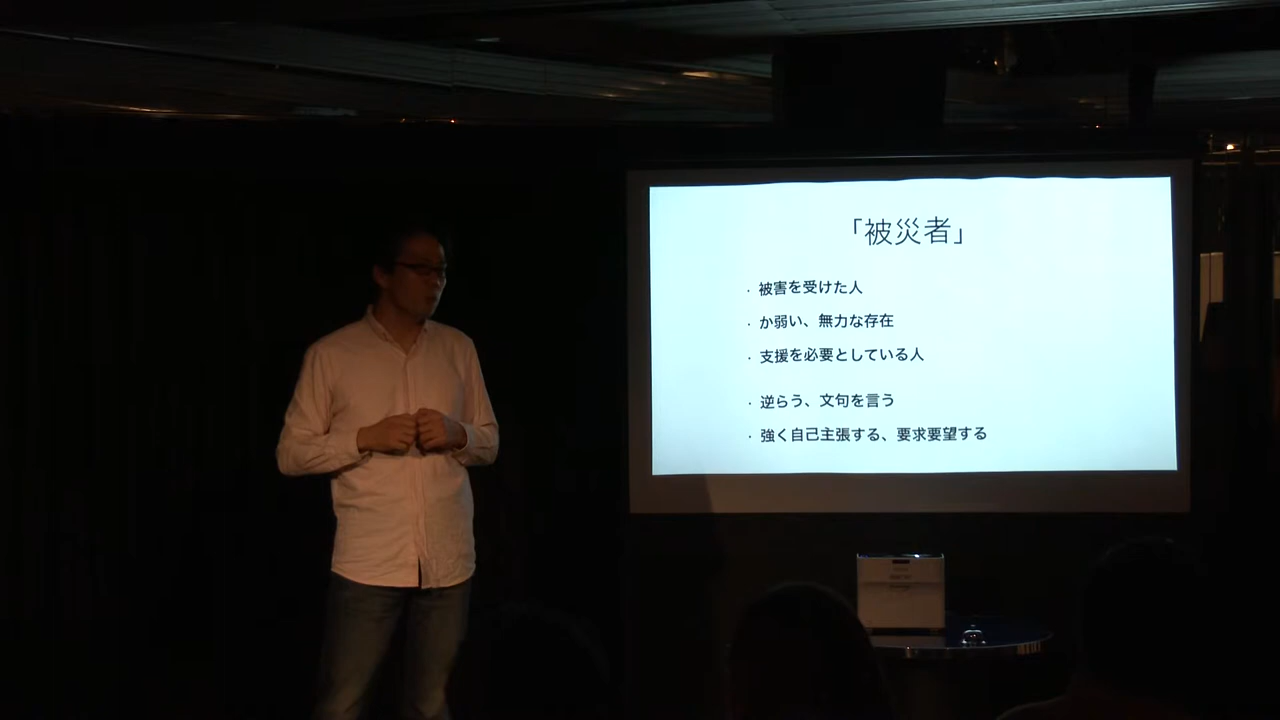 「被災者」
· 被害を受けた人
· か弱い、無力な存在
· 支援を必要としている人
· 逆らう、文句を言う
· 強く自己主張する、要求要望する